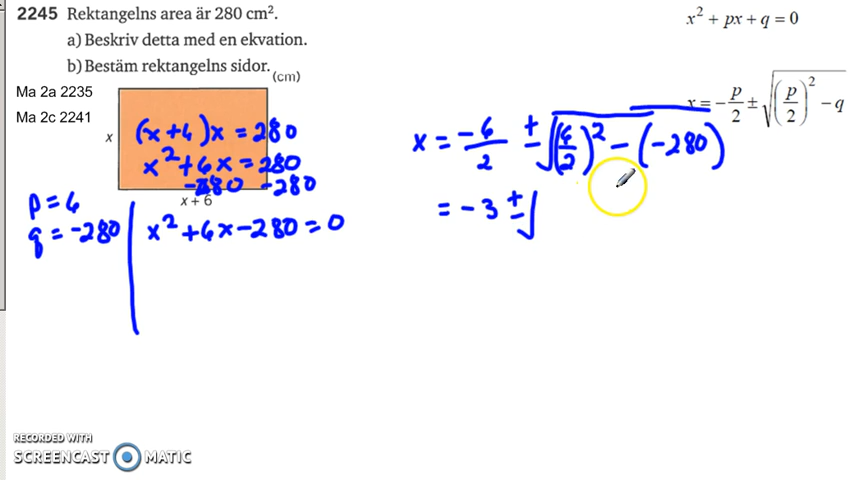 2245 Rektangelns area är 280 cm².
a) Beskriv detta med en ekvation.
b) Bestäm rektangelns sidor.
(cm)
Ma 2a 2235
Ma 2c 2241
x
(x+6)x = 280
x² + 6x = 280
-280 -280
x + 6
p = 6
q = -280
x² + 6x - 280 = 0
x² + px + q = 0
x = -p/2 ± √((p/2)² - q)
x = -6/2 ± √((6/2)² - (-280))
= -3 ± √
RECORDED WITH
SCREENCAST MATIC